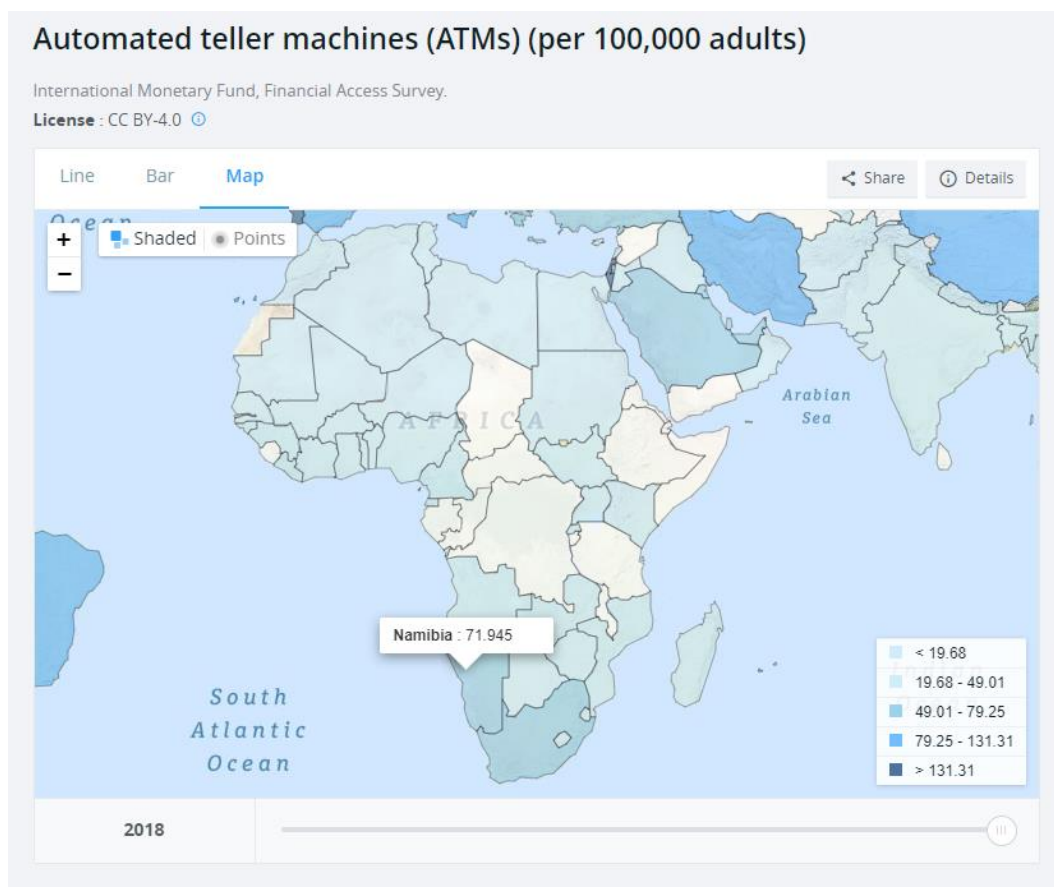 Automated teller machines (ATMs) (per 100,000 adults)
International Monetary Fund, Financial Access Survey.
License : CC BY-4.0
Line Bar Map
Share Details
Ocean
+
Shaded Points
−
Arabian
Sea
AFRICA
Namibia : 71.945
South
Atlantic
Ocean
< 19.68
19.68 - 49.01
49.01 - 79.25
79.25 - 131.31
> 131.31
2018